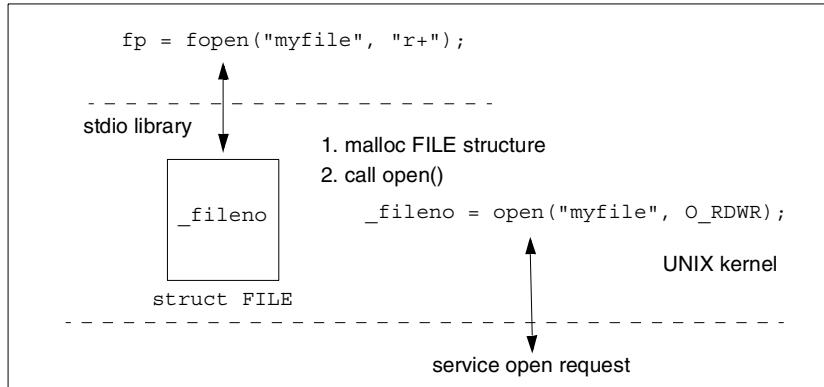 fp = fopen("myfile", "r+");
stdio library
1. malloc FILE structure
2. call open()
_fileno
_fileno = open("myfile", O_RDWR);
UNIX kernel
struct FILE
service open request